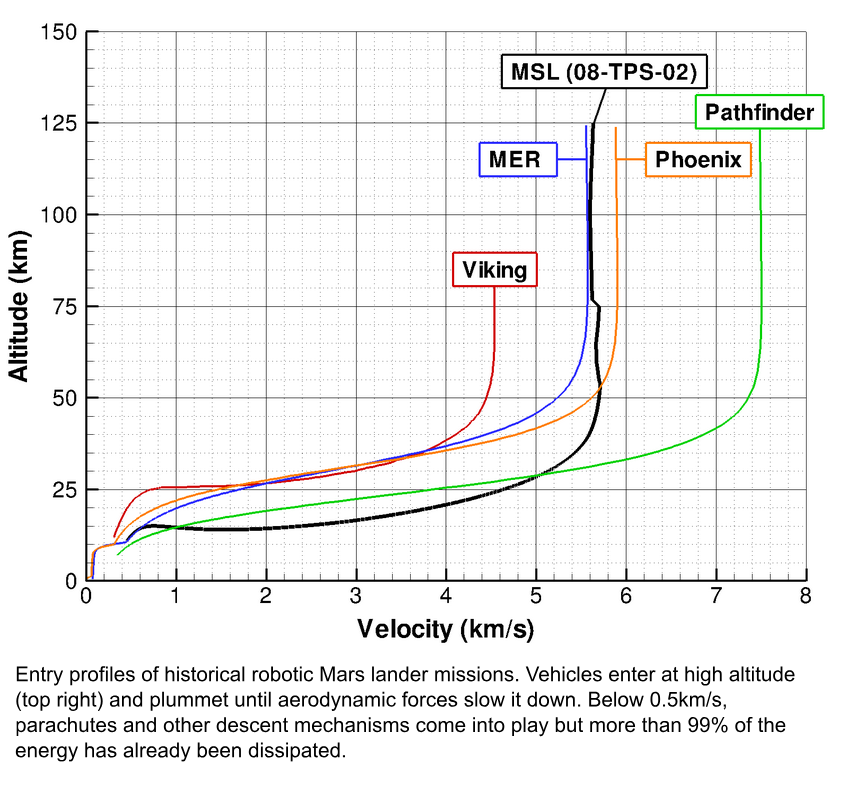 150
125
100
75
50
25
0
Altitude (km)
MSL (08-TPS-02)
Pathfinder
MER
Phoenix
Viking
0 1 2 3 4 5 6 7 8
Velocity (km/s)
Entry profiles of historical robotic Mars lander missions. Vehicles enter at high altitude
(top right) and plummet until aerodynamic forces slow it down. Below 0.5km/s,
parachutes and other descent mechanisms come into play but more than 99% of the
energy has already been dissipated.